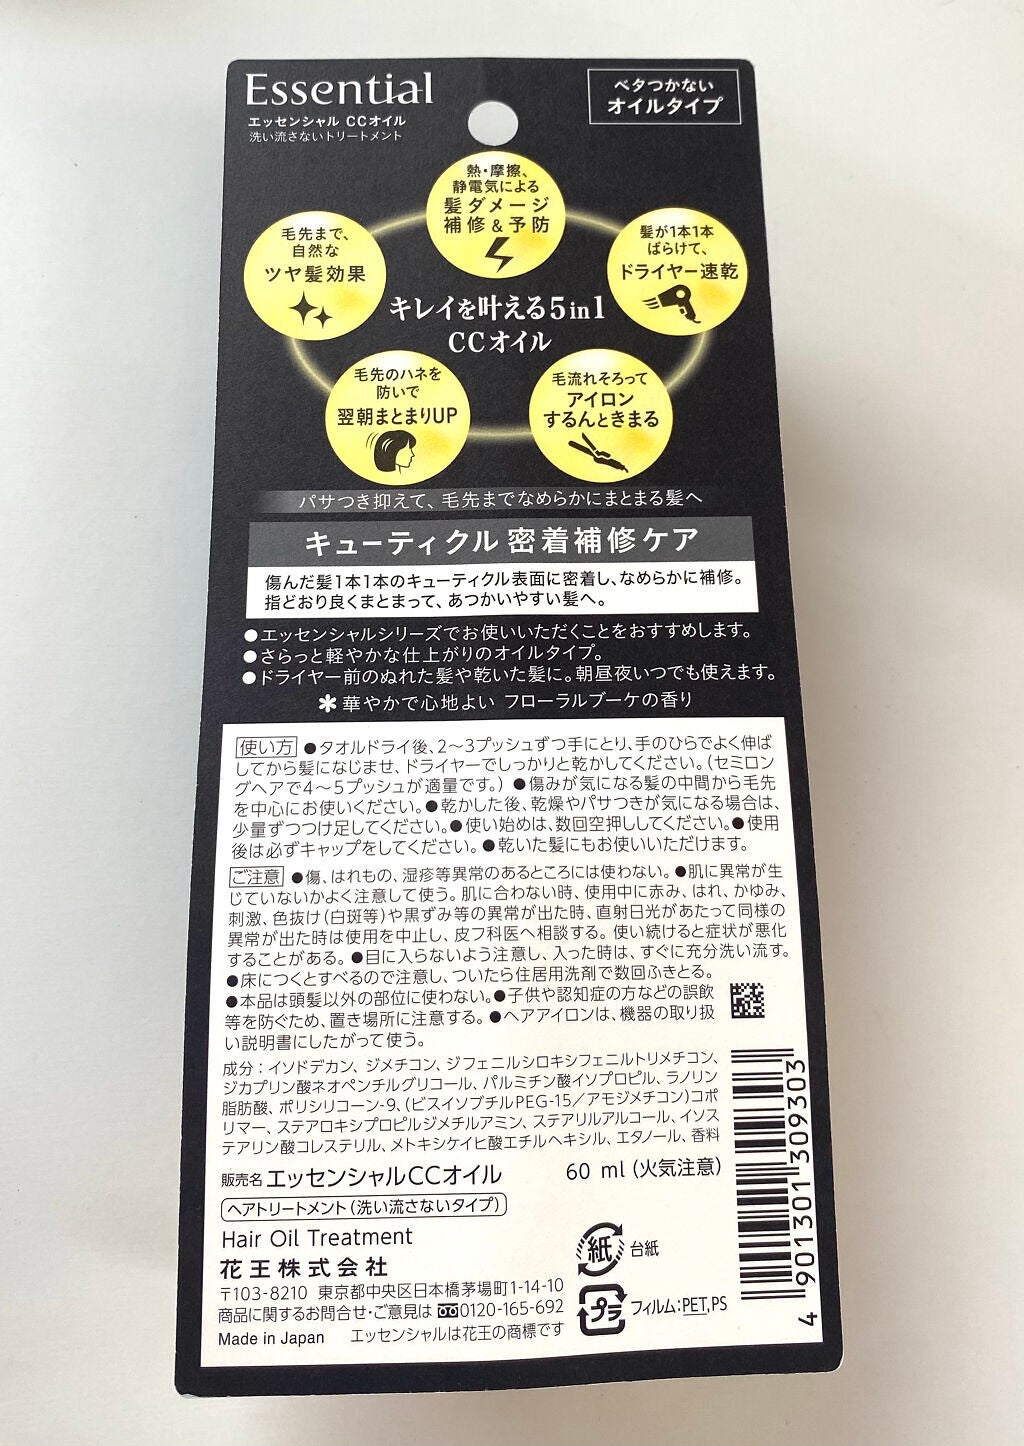 Essential
エッセンシャル CCオイル
洗い流さないトリートメント
ベタつかない
オイルタイプ
熱・摩擦、
静電気による
髪ダメージ
補修&予防
毛先まで、
自然な
ツヤ髪効果
髪が1本1本
ばらけて、
ドライヤー速乾
キレイを叶える5in1
CCオイル
毛先のハネを
防いで
翌朝まとまりUP
毛流れそろって
アイロン
するんときまる
パサつき抑えて、毛先までなめらかにまとまる髪へ
キューティクル密着補修ケア
傷んだ髪1本1本のキューティクル表面に密着し、なめらかに補修。
指どおり良くまとまって、あつかいやすい髪へ。
●エッセンシャルシリーズでお使いいただくことをおすすめします。
●さらっと軽やかな仕上がりのオイルタイプ。
●ドライヤー前のぬれた髪や乾いた髪に。朝昼夜いつでも使えます。
✽華やかで心地よい フローラルブーケの香り
使い方 ●タオルドライ後、2〜3プッシュずつ手にとり、手のひらでよく伸ば
してから髪になじませ、ドライヤーでしっかりと乾かしてください。(セミロン
グヘアで4〜5プッシュが適量です。)●傷みが気になる髪の中間から毛先
を中心にお使いください。●乾かした後、乾燥やパサつきが気になる場合は、
少量ずつつけ足してください。●使い始めは、数回空押ししてください。●使用
後は必ずキャップをしてください。●乾いた髪にもお使いいただけます。
ご注意 ●傷、はれもの、湿疹等異常のあるところには使わない。●肌に異常が生
じていないかよく注意して使う。肌に合わない時、使用中に赤み、はれ、かゆみ、
刺激、色抜け(白斑等)や黒ずみ等の異常が出た時、直射日光があたって同様の
異常が出た時は使用を中止し、皮フ科医へ相談する。使い続けると症状が悪化
することがある。●目に入らないよう注意し、入った時は、すぐに充分洗い流す。
●床につくとすべるので注意し、ついたら住居用洗剤で数回ふきとる。
●本品は頭髪以外の部位に使わない。●子供や認知症の方などの誤飲
等を防ぐため、置き場所に注意する。●ヘアアイロンは、機器の取り扱
い説明書にしたがって使う。
成分:イソドデカン、ジメチコン、ジフェニルシロキシフェニルトリメチコン、
ジカプリン酸ネオペンチルグリコール、パルミチン酸イソプロピル、ラノリン
脂肪酸、ポリシリコーン-9、(ビスイソブチルPEG-15/アモジメチコン)コポ
リマー、ステアロキシプロピルジメチルアミン、ステアリルアルコール、イソス
テアリン酸コレステリル、メトキシケイヒ酸エチルヘキシル、エタノール、香料
販売名 エッセンシャルCCオイル 60 ml(火気注意)
ヘアトリートメント(洗い流さないタイプ)
Hair Oil Treatment
花王株式会社
〒103-8210 東京都中央区日本橋茅場町1-14-10
商品に関するお問合せ・ご意見は 0120-165-692
Made in Japan エッセンシャルは花王の商標です
紙 台紙
プラ フィルム:PET,PS
4 901301 309303